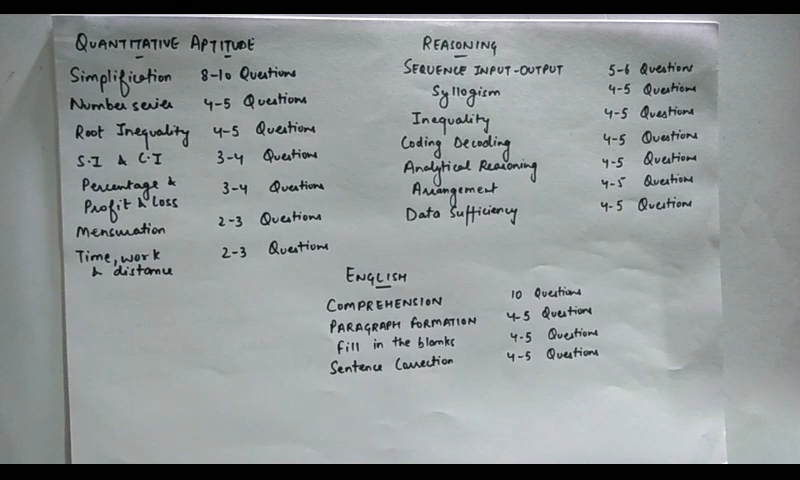 QUANTITATIVE APTITUDE
Simplification 8-10 Questions
Number series 4-5 Questions
Root Inequality 4-5 Questions
S.I & C.I 3-4 Questions
Percentage &
Profit & Loss 3-4 Questions
Mensuration 2-3 Questions
Time, work
& distance 2-3 Questions
REASONING
SEQUENCE INPUT-OUTPUT 5-6 Questions
Syllogism 4-5 Questions
Inequality 4-5 Questions
Coding Decoding 4-5 Questions
Analytical Reasoning 4-5 Questions
Arrangement 4-5 Questions
Data Sufficiency 4-5 Questions
ENGLISH
COMPREHENSION 10 Questions
PARAGRAPH FORMATION 4-5 Questions
Fill in the blanks 4-5 Questions
Sentence Correction 4-5 Questions